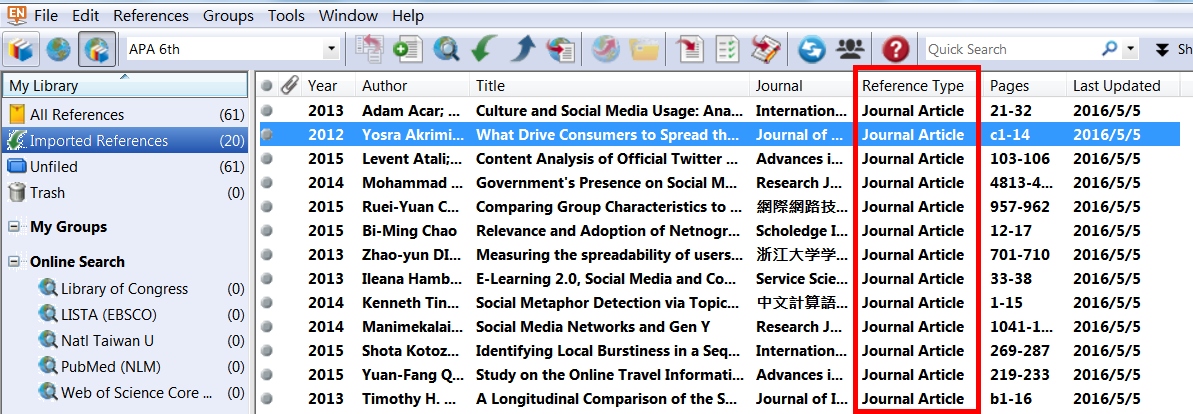 EN
File Edit References Groups Tools Window Help
APA 6th Quick Search Sh
My Library
All References (61)
Imported References (20)
Unfiled (61)
Trash (0)
My Groups
Online Search
Library of Congress (0)
LISTA (EBSCO) (0)
Natl Taiwan U (0)
PubMed (NLM) (0)
Web of Science Core ... (0)
Year Author Title Journal Reference Type Pages Last Updated
2013 Adam Acar; ... Culture and Social Media Usage: Ana... Internation... Journal Article 21-32 2016/5/5
2012 Yosra Akrimi... What Drive Consumers to Spread th... Journal of ... Journal Article c1-14 2016/5/5
2015 Levent Atali;... Content Analysis of Official Twitter ... Advances i... Journal Article 103-106 2016/5/5
2014 Mohammad ... Government's Presence on Social M... Research J... Journal Article 4813-4... 2016/5/5
2015 Ruei-Yuan C... Comparing Group Characteristics to ... 網際網路技... Journal Article 957-962 2016/5/5
2015 Bi-Ming Chao Relevance and Adoption of Netnogr... Scholedge I... Journal Article 12-17 2016/5/5
2013 Zhao-yun DI... Measuring the spreadability of users... 浙江大学学... Journal Article 701-710 2016/5/5
2013 Ileana Hamb... E-Learning 2.0, Social Media and Co... Service Scie... Journal Article 33-38 2016/5/5
2014 Kenneth Tin... Social Metaphor Detection via Topic... 中文計算語... Journal Article 1-15 2016/5/5
2014 Manimekalai... Social Media Networks and Gen Y Research J... Journal Article 1041-1... 2016/5/5
2015 Shota Kotoz... Identifying Local Burstiness in a Seq... Internation... Journal Article 269-287 2016/5/5
2015 Yuan-Fang Q... Study on the Online Travel Informati... Advances i... Journal Article 219-233 2016/5/5
2013 Timothy H. ... A Longitudinal Comparison of the S... Journal of I... Journal Article b1-16 2016/5/5